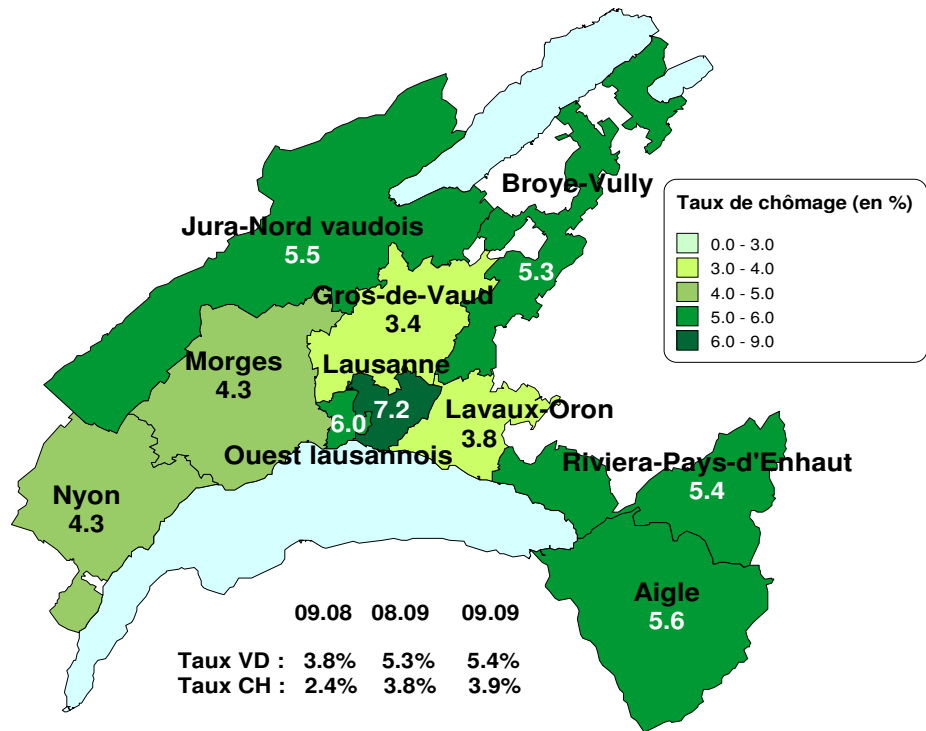 Broye-Vully
5.3
Jura-Nord vaudois
5.5
Gros-de-Vaud
3.4
Morges
4.3
Lausanne
7.2
6.0
Ouest lausannois
Lavaux-Oron
3.8
Riviera-Pays-d'Enhaut
5.4
Nyon
4.3
Aigle
5.6
Taux de chômage (en %)
0.0 - 3.0
3.0 - 4.0
4.0 - 5.0
5.0 - 6.0
6.0 - 9.0
09.08 08.09 09.09
Taux VD : 3.8% 5.3% 5.4%
Taux CH : 2.4% 3.8% 3.9%